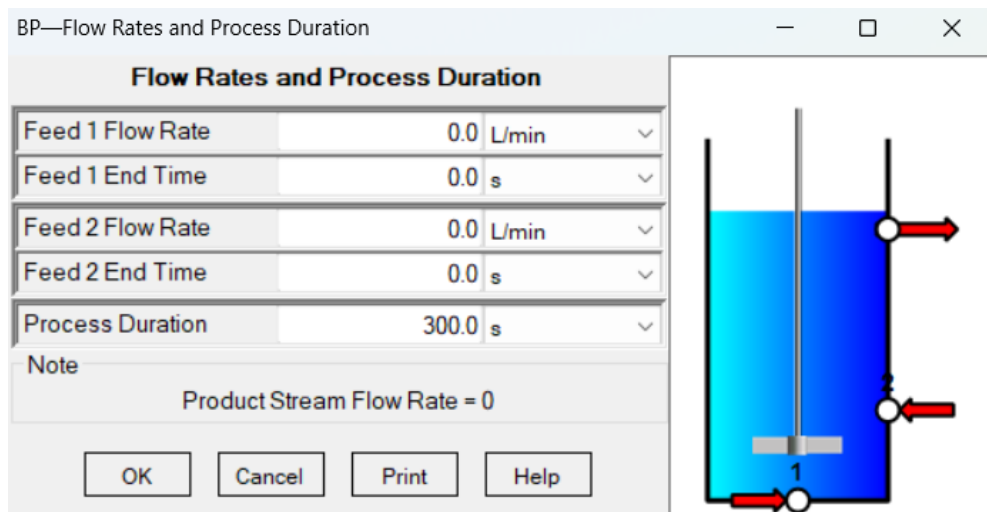 BP—Flow Rates and Process Duration
Flow Rates and Process Duration
Feed 1 Flow Rate 0.0 L/min
Feed 1 End Time 0.0 s
Feed 2 Flow Rate 0.0 L/min
Feed 2 End Time 0.0 s
Process Duration 300.0 s
Note
Product Stream Flow Rate = 0
OK Cancel Print Help
2
1